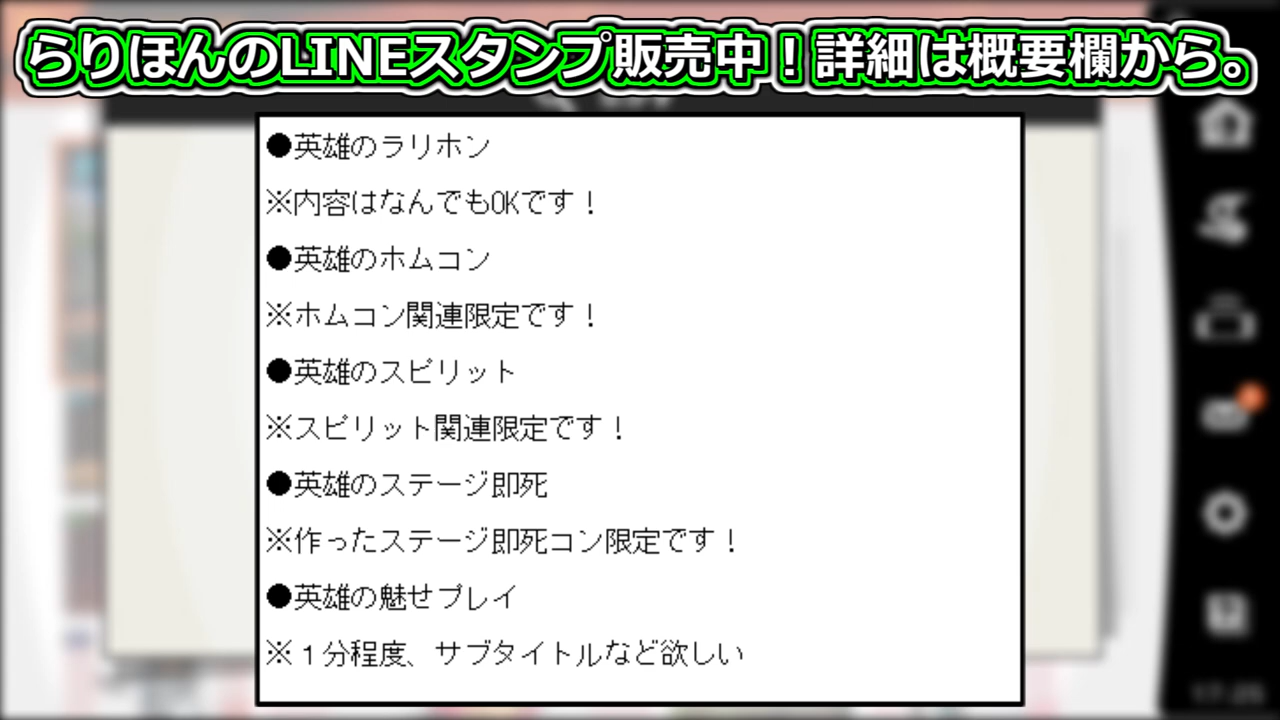 らりほんのLINEスタンプ販売中！詳細は概要欄から。
●英雄のラリホン
※内容はなんでもOKです！
●英雄のホムコン
※ホムコン関連限定です！
●英雄のスピリット
※スピリット関連限定です！
●英雄のステージ即死
※作ったステージ即死コン限定です！
●英雄の魅せプレイ
※１分程度、サブタイトルなど欲しい